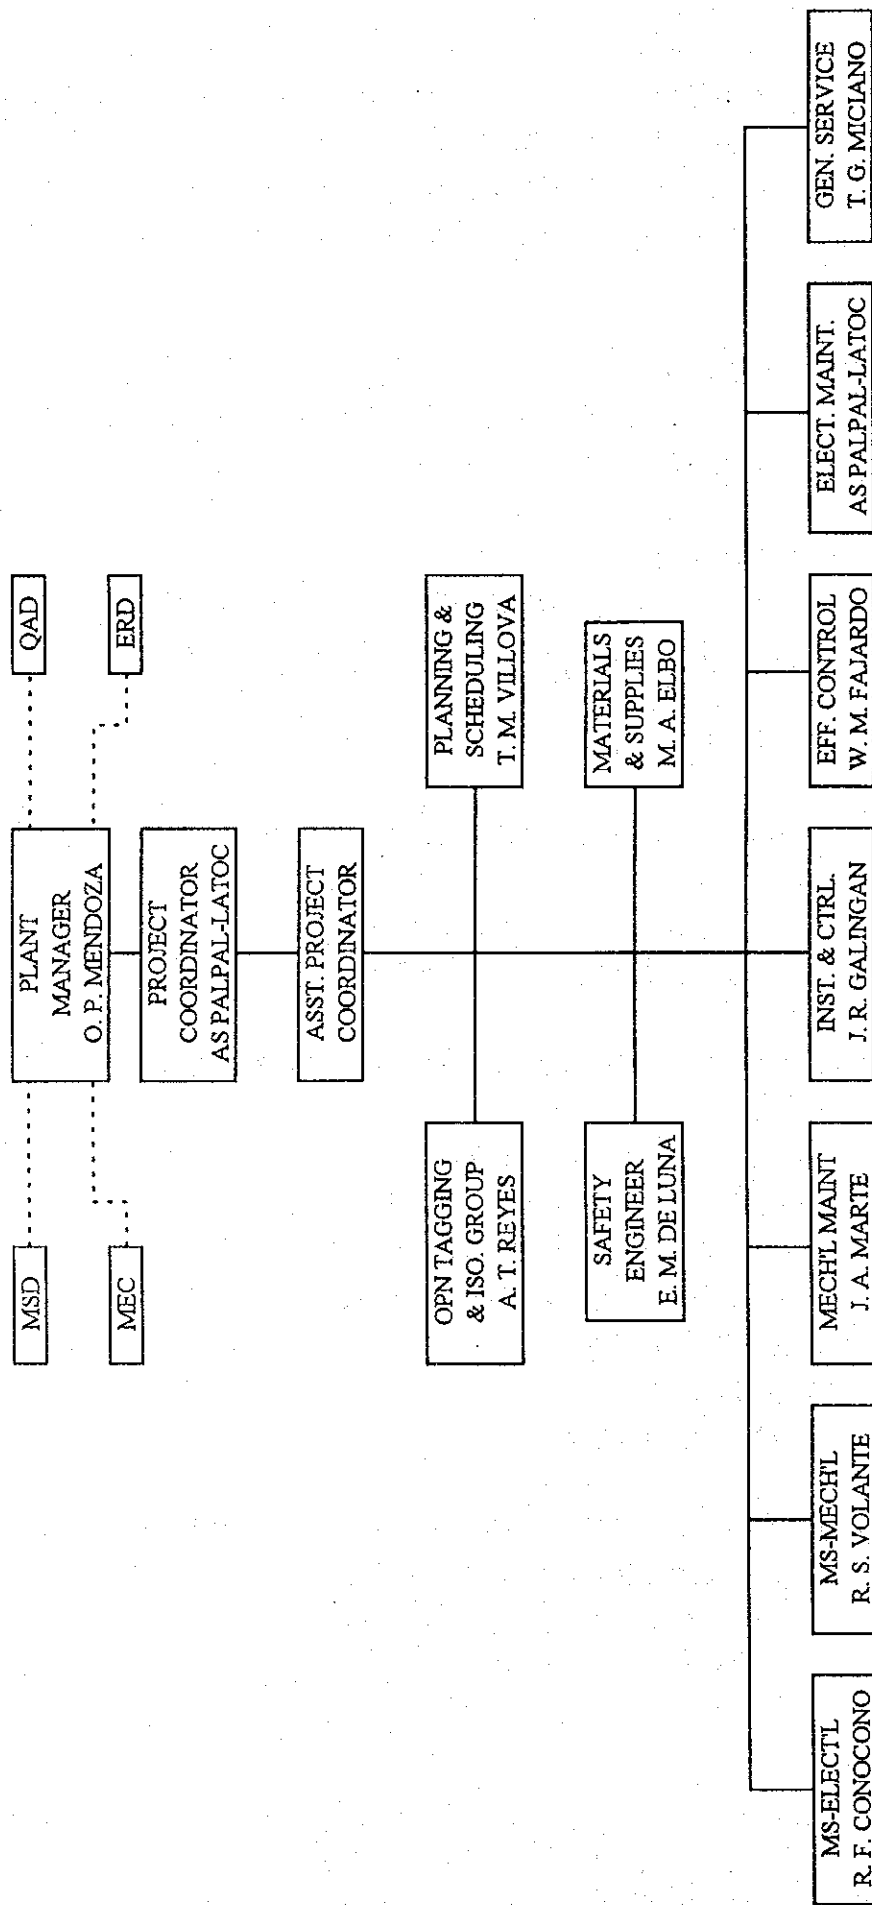 MSD
MEC
PLANT
MANAGER
O. P. MENDOZA
QAD
ERD
PROJECT
COORDINATOR
AS PALPAL-LATOC
ASST. PROJECT
COORDINATOR
OPN TAGGING
& ISO. GROUP
A. T. REYES
PLANNING &
SCHEDULING
T. M. VILLOVA
SAFETY
ENGINEER
E. M. DE LUNA
MATERIALS
& SUPPLIES
M. A. ELBO
MS-ELECT'L
R. F. CONOCONO
MS-MECH'L
R. S. VOLANTE
MECH'L MAINT
J. A. MARTE
INST. & CTRL.
J. R. GALINGAN
EFF. CONTROL
W. M. FAJARDO
ELECT. MAINT.
AS PALPAL-LATOC
GEN. SERVICE
T. G. MICIANO